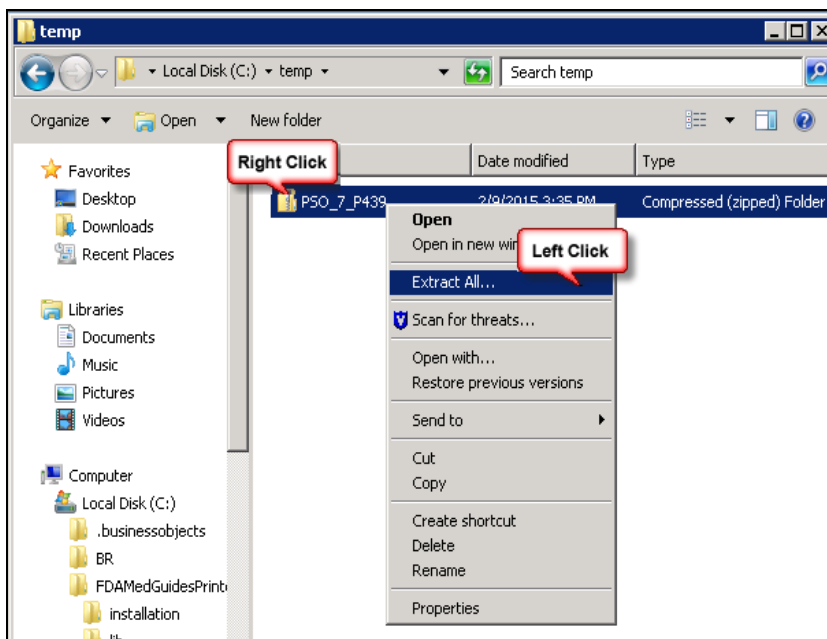 temp
Local Disk (C:) temp
Search temp
Organize Open New folder
Right Click
Date modified Type
Favorites
Desktop
Downloads
Recent Places
Libraries
Documents
Music
Pictures
Videos
Computer
Local Disk (C:)
.businessobjects
BR
FDAMedGuidesPrint
installation
PSO_7_P439 2/9/2015 3:35 PM Compressed (zipped) Folder
Open
Open in new
Left Click
Extract All...
Scan for threats...
Open with...
Restore previous versions
Send to
Cut
Copy
Create shortcut
Delete
Rename
Properties